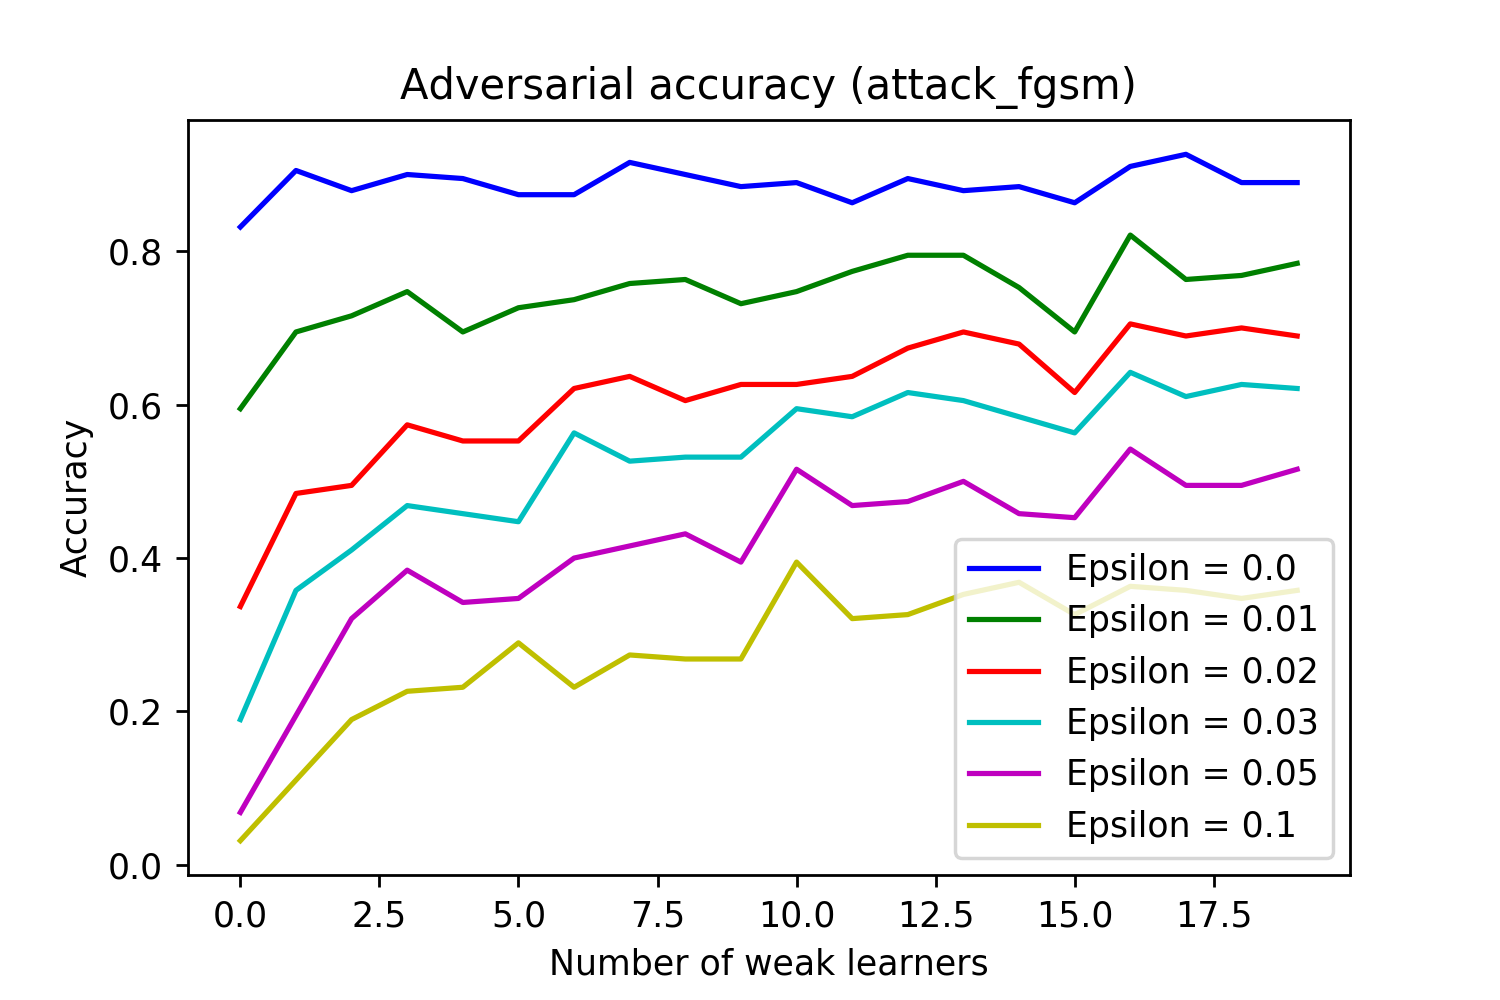 Adversarial accuracy (attack_fgsm)
Accuracy
0.8
0.6
0.4
0.2
0.0
Epsilon = 0.0
Epsilon = 0.01
Epsilon = 0.02
Epsilon = 0.03
Epsilon = 0.05
Epsilon = 0.1
0.0 2.5 5.0 7.5 10.0 12.5 15.0 17.5
Number of weak learners